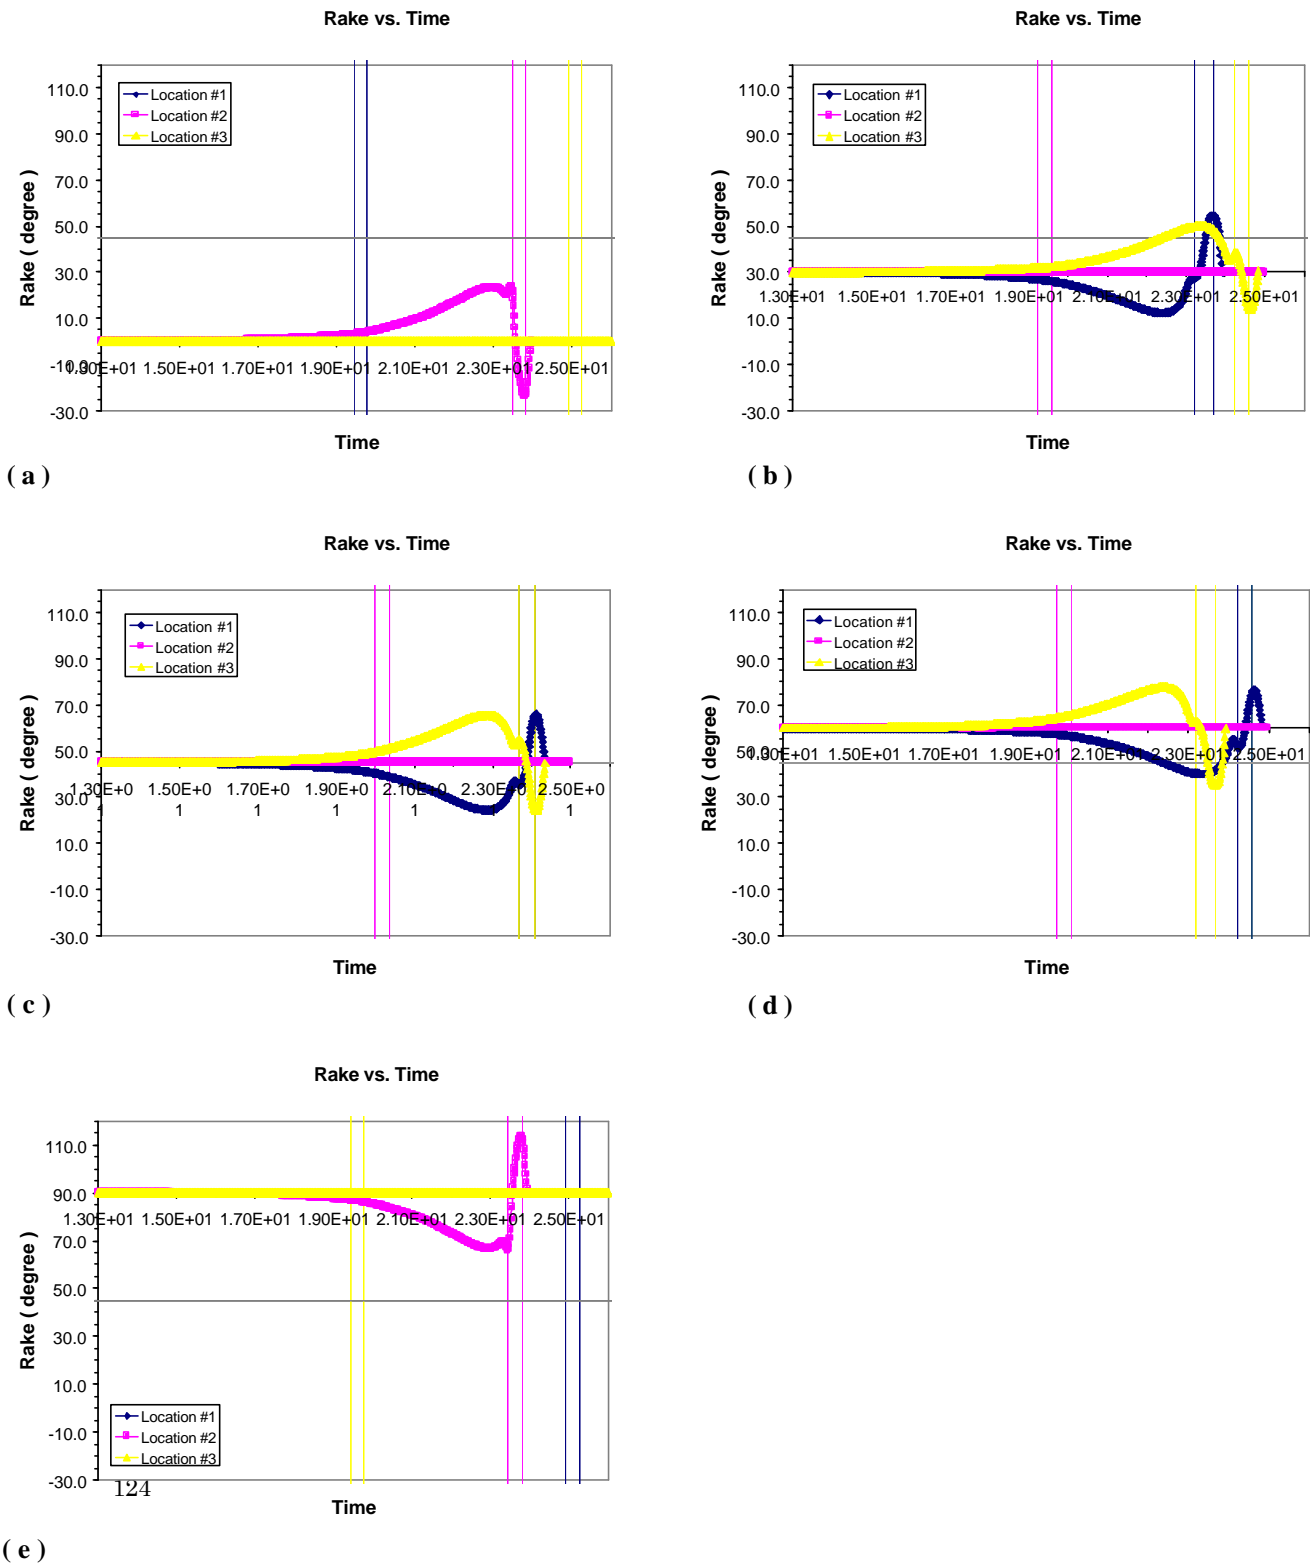 Rake vs. Time
110.0
90.0
70.0
50.0
30.0
10.0
-10.0
-30.0
Rake ( degree )
Location #1
Location #2
Location #3
1.30E+01 1.50E+01 1.70E+01 1.90E+01 2.10E+01 2.30E+01 2.50E+01
Time
( a )
Rake vs. Time
110.0
90.0
70.0
50.0
30.0
10.0
-10.0
-30.0
Rake ( degree )
Location #1
Location #2
Location #3
1.30E+01 1.50E+01 1.70E+01 1.90E+01 2.10E+01 2.30E+01 2.50E+01
Time
( b )
Rake vs. Time
110.0
90.0
70.0
50.0
30.0
10.0
-10.0
-30.0
Rake ( degree )
Location #1
Location #2
Location #3
1.30E+0 1.50E+0 1.70E+0 1.90E+0 2.10E+0 2.30E+0 2.50E+0
1 1 1 1 1 1 1
Time
( c )
Rake vs. Time
110.0
90.0
70.0
50.0
30.0
10.0
-10.0
-30.0
Rake ( degree )
Location #1
Location #2
Location #3
1.30E+01 1.50E+01 1.70E+01 1.90E+01 2.10E+01 2.30E+01 2.50E+01
Time
( d )
Rake vs. Time
110.0
90.0
70.0
50.0
30.0
10.0
-10.0
-30.0
Rake ( degree )
1.30E+01 1.50E+01 1.70E+01 1.90E+01 2.10E+01 2.30E+01 2.50E+01
Location #1
Location #2
Location #3
124
Time
( e )